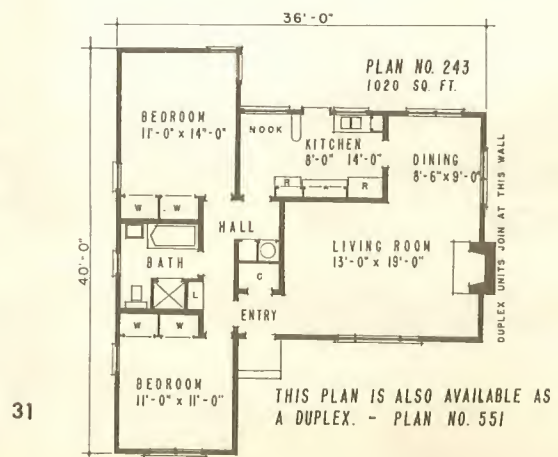 36'-0"
PLAN NO. 243
1020 SQ. FT.
BEDROOM
11'-0" x 14'-0"
NOOK
KITCHEN
8'-0" 14'-0"
DINING
8'-6" x 9'-0"
R
R
W W
HALL
LIVING ROOM
13'-0" x 19'-0"
DUPLEX UNITS JOIN AT THIS WALL
40'-0"
BATH
C
L
ENTRY
W W
BEDROOM
11'-0" x 11'-0"
THIS PLAN IS ALSO AVAILABLE AS
A DUPLEX. - PLAN NO. 551
31